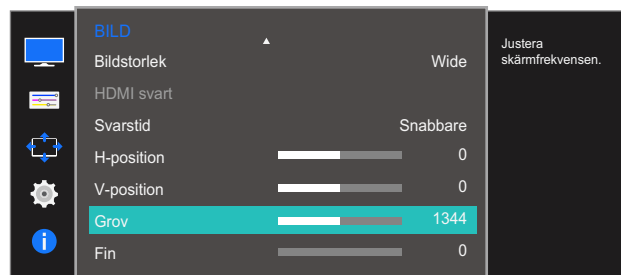 BILD
Bildstorlek Wide
HDMI svart
Svarstid Snabbare
H-position 0
V-position 0
Grov 1344
Fin 0
Justera
skärmfrekvensen.